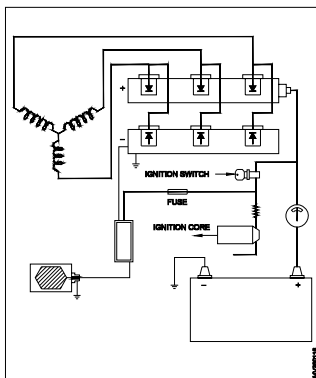 +
−
IGNITION SWITCH
FUSE
IGNITION CORE
− +